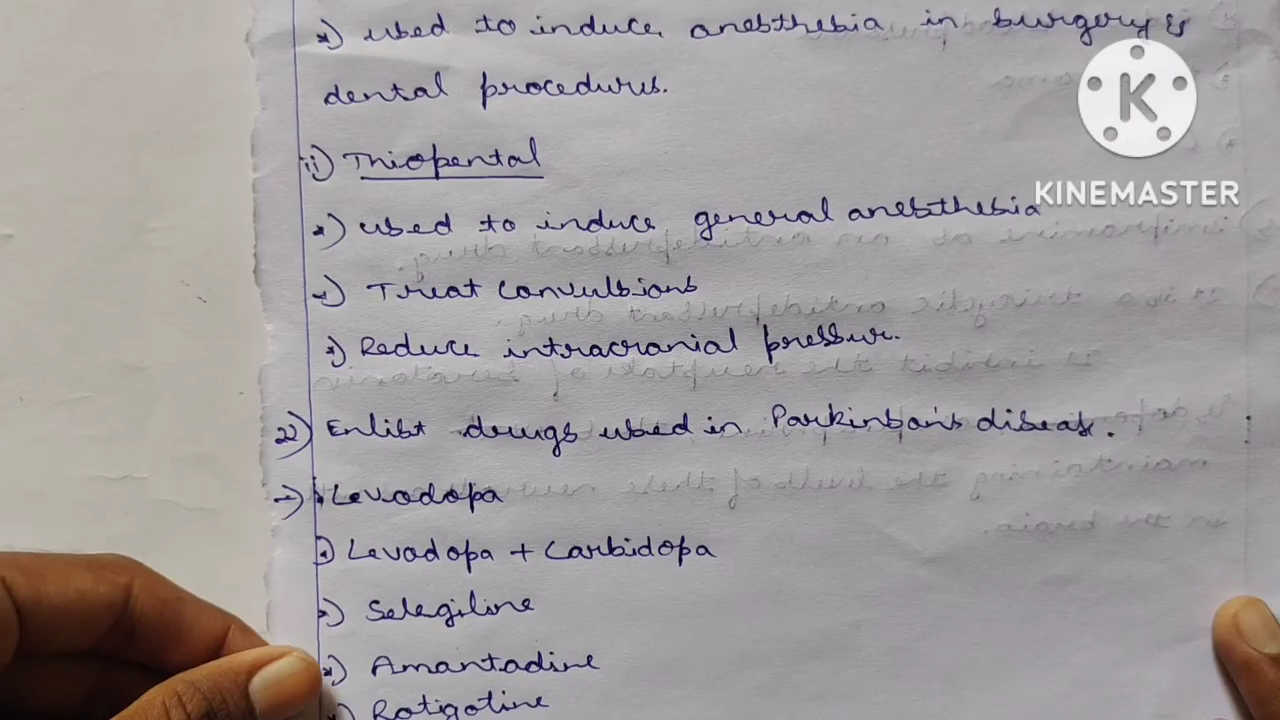 *) used to induce anesthesia in surgery &
dental procedures.
ii) Thiopental
*) used to induce general anesthesia
*) Treat convulsions
*) Reduce intracranial pressure.
22) Enlist drugs used in Parkinson's disease.
→) Levodopa
*) Levodopa + Carbidopa
*) Selegiline
*) Amantadine
*) Rotigotine
K
KINEMASTER